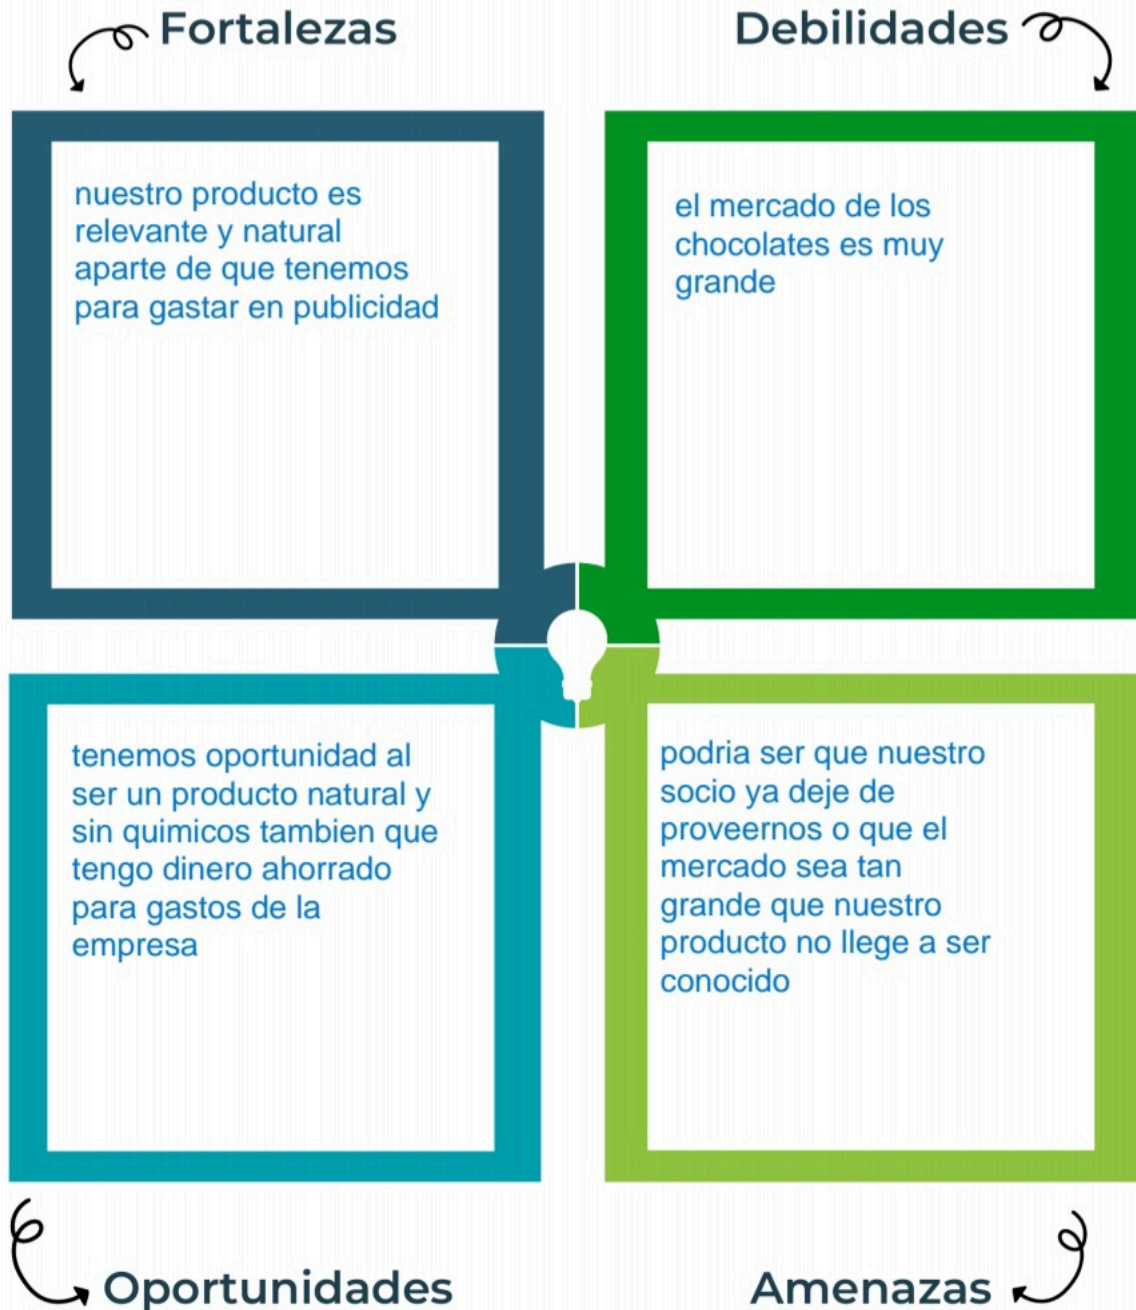 Fortalezas
nuestro producto es
relevante y natural
aparte de que tenemos
para gastar en publicidad
Debilidades
el mercado de los
chocolates es muy
grande
tenemos oportunidad al
ser un producto natural y
sin quimicos tambien que
tengo dinero ahorrado
para gastos de la
empresa
Oportunidades
podria ser que nuestro
socio ya deje de
proveernos o que el
mercado sea tan
grande que nuestro
producto no llege a ser
conocido
Amenazas